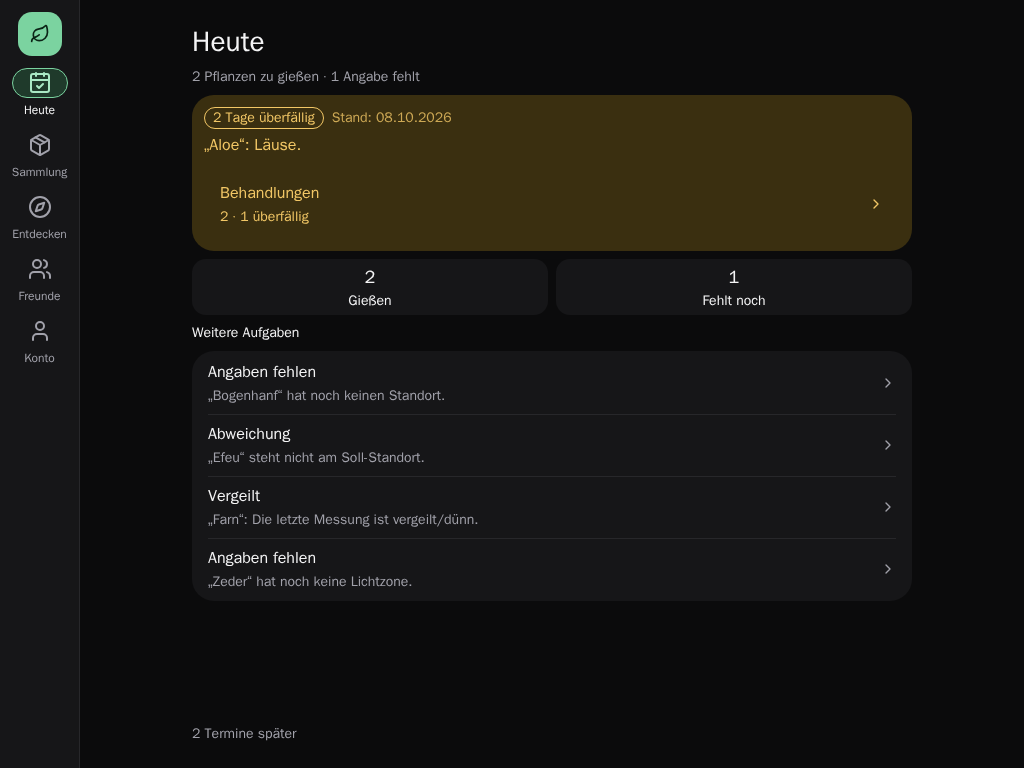 Heute
Sammlung
Entdecken
Freunde
Konto
Heute
2 Pflanzen zu gießen · 1 Angabe fehlt
2 Tage überfällig Stand: 08.10.2026
„Aloe“: Läuse.
Behandlungen
2 · 1 überfällig
2
Gießen
1
Fehlt noch
Weitere Aufgaben
Angaben fehlen
„Bogenhanf“ hat noch keinen Standort.
Abweichung
„Efeu“ steht nicht am Soll-Standort.
Vergeilt
„Farn“: Die letzte Messung ist vergeilt/dünn.
Angaben fehlen
„Zeder“ hat noch keine Lichtzone.
2 Termine später